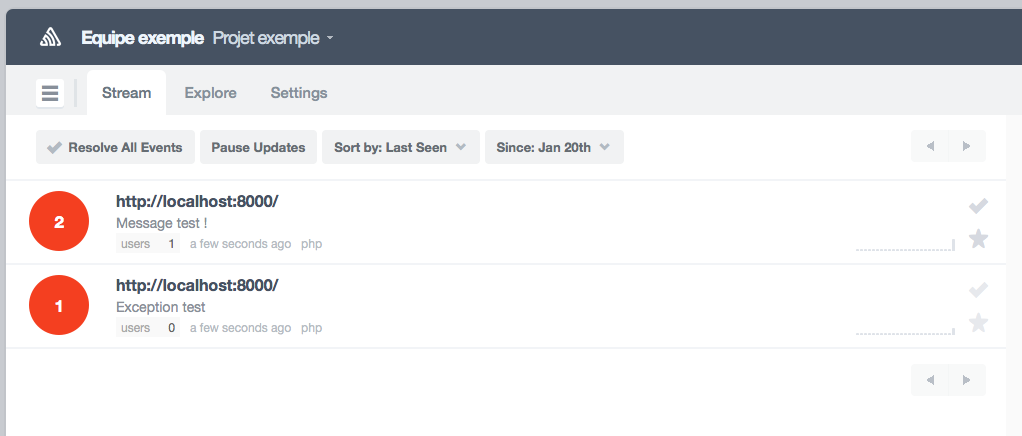 Equipe exemple Projet exemple
Stream Explore Settings
Resolve All Events Pause Updates Sort by: Last Seen Since: Jan 20th
2
http://localhost:8000/
Message test !
users 1 a few seconds ago php
1
http://localhost:8000/
Exception test
users 0 a few seconds ago php